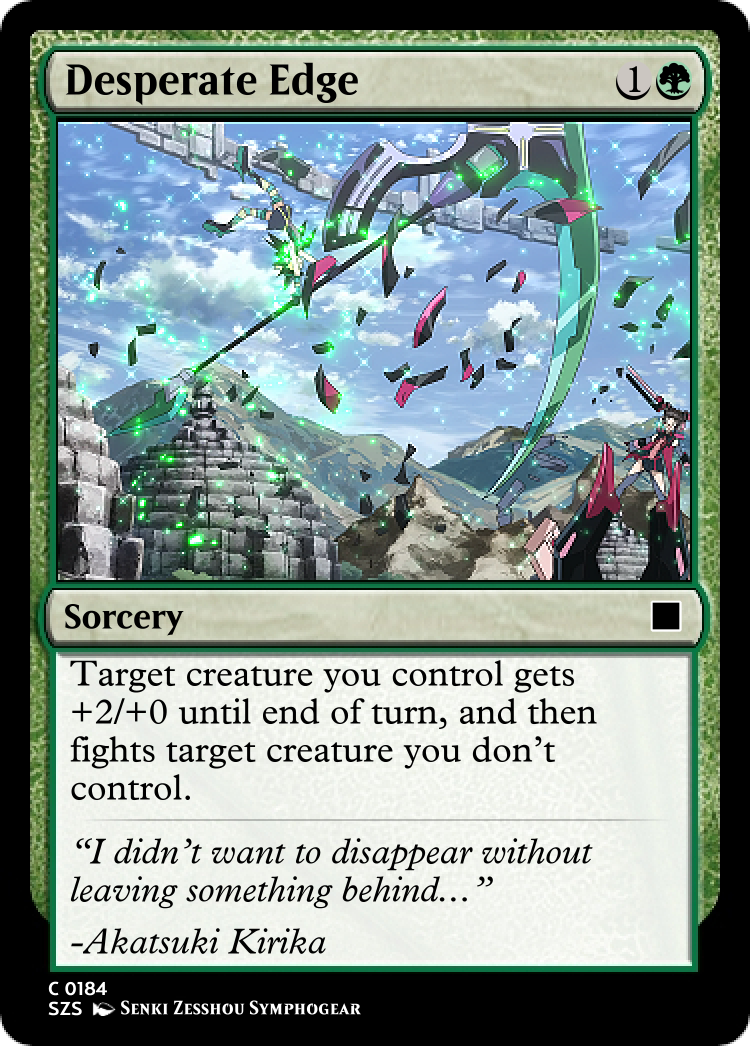 Desperate Edge 1
Sorcery
Target creature you control gets
+2/+0 until end of turn, and then
fights target creature you don't
control.
“I didn't want to disappear without
leaving something behind...”
-Akatsuki Kirika
C 0184
SZS Senki Zesshou Symphogear